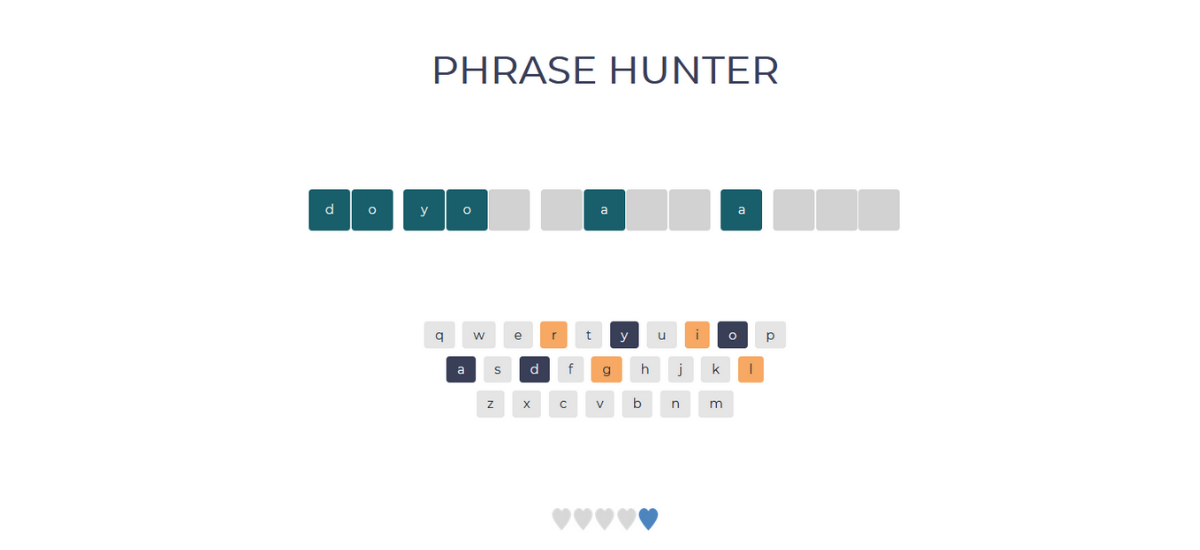 PHRASE HUNTER
d o y o a a
q w e r t y u i o p
a s d f g h j k l
z x c v b n m